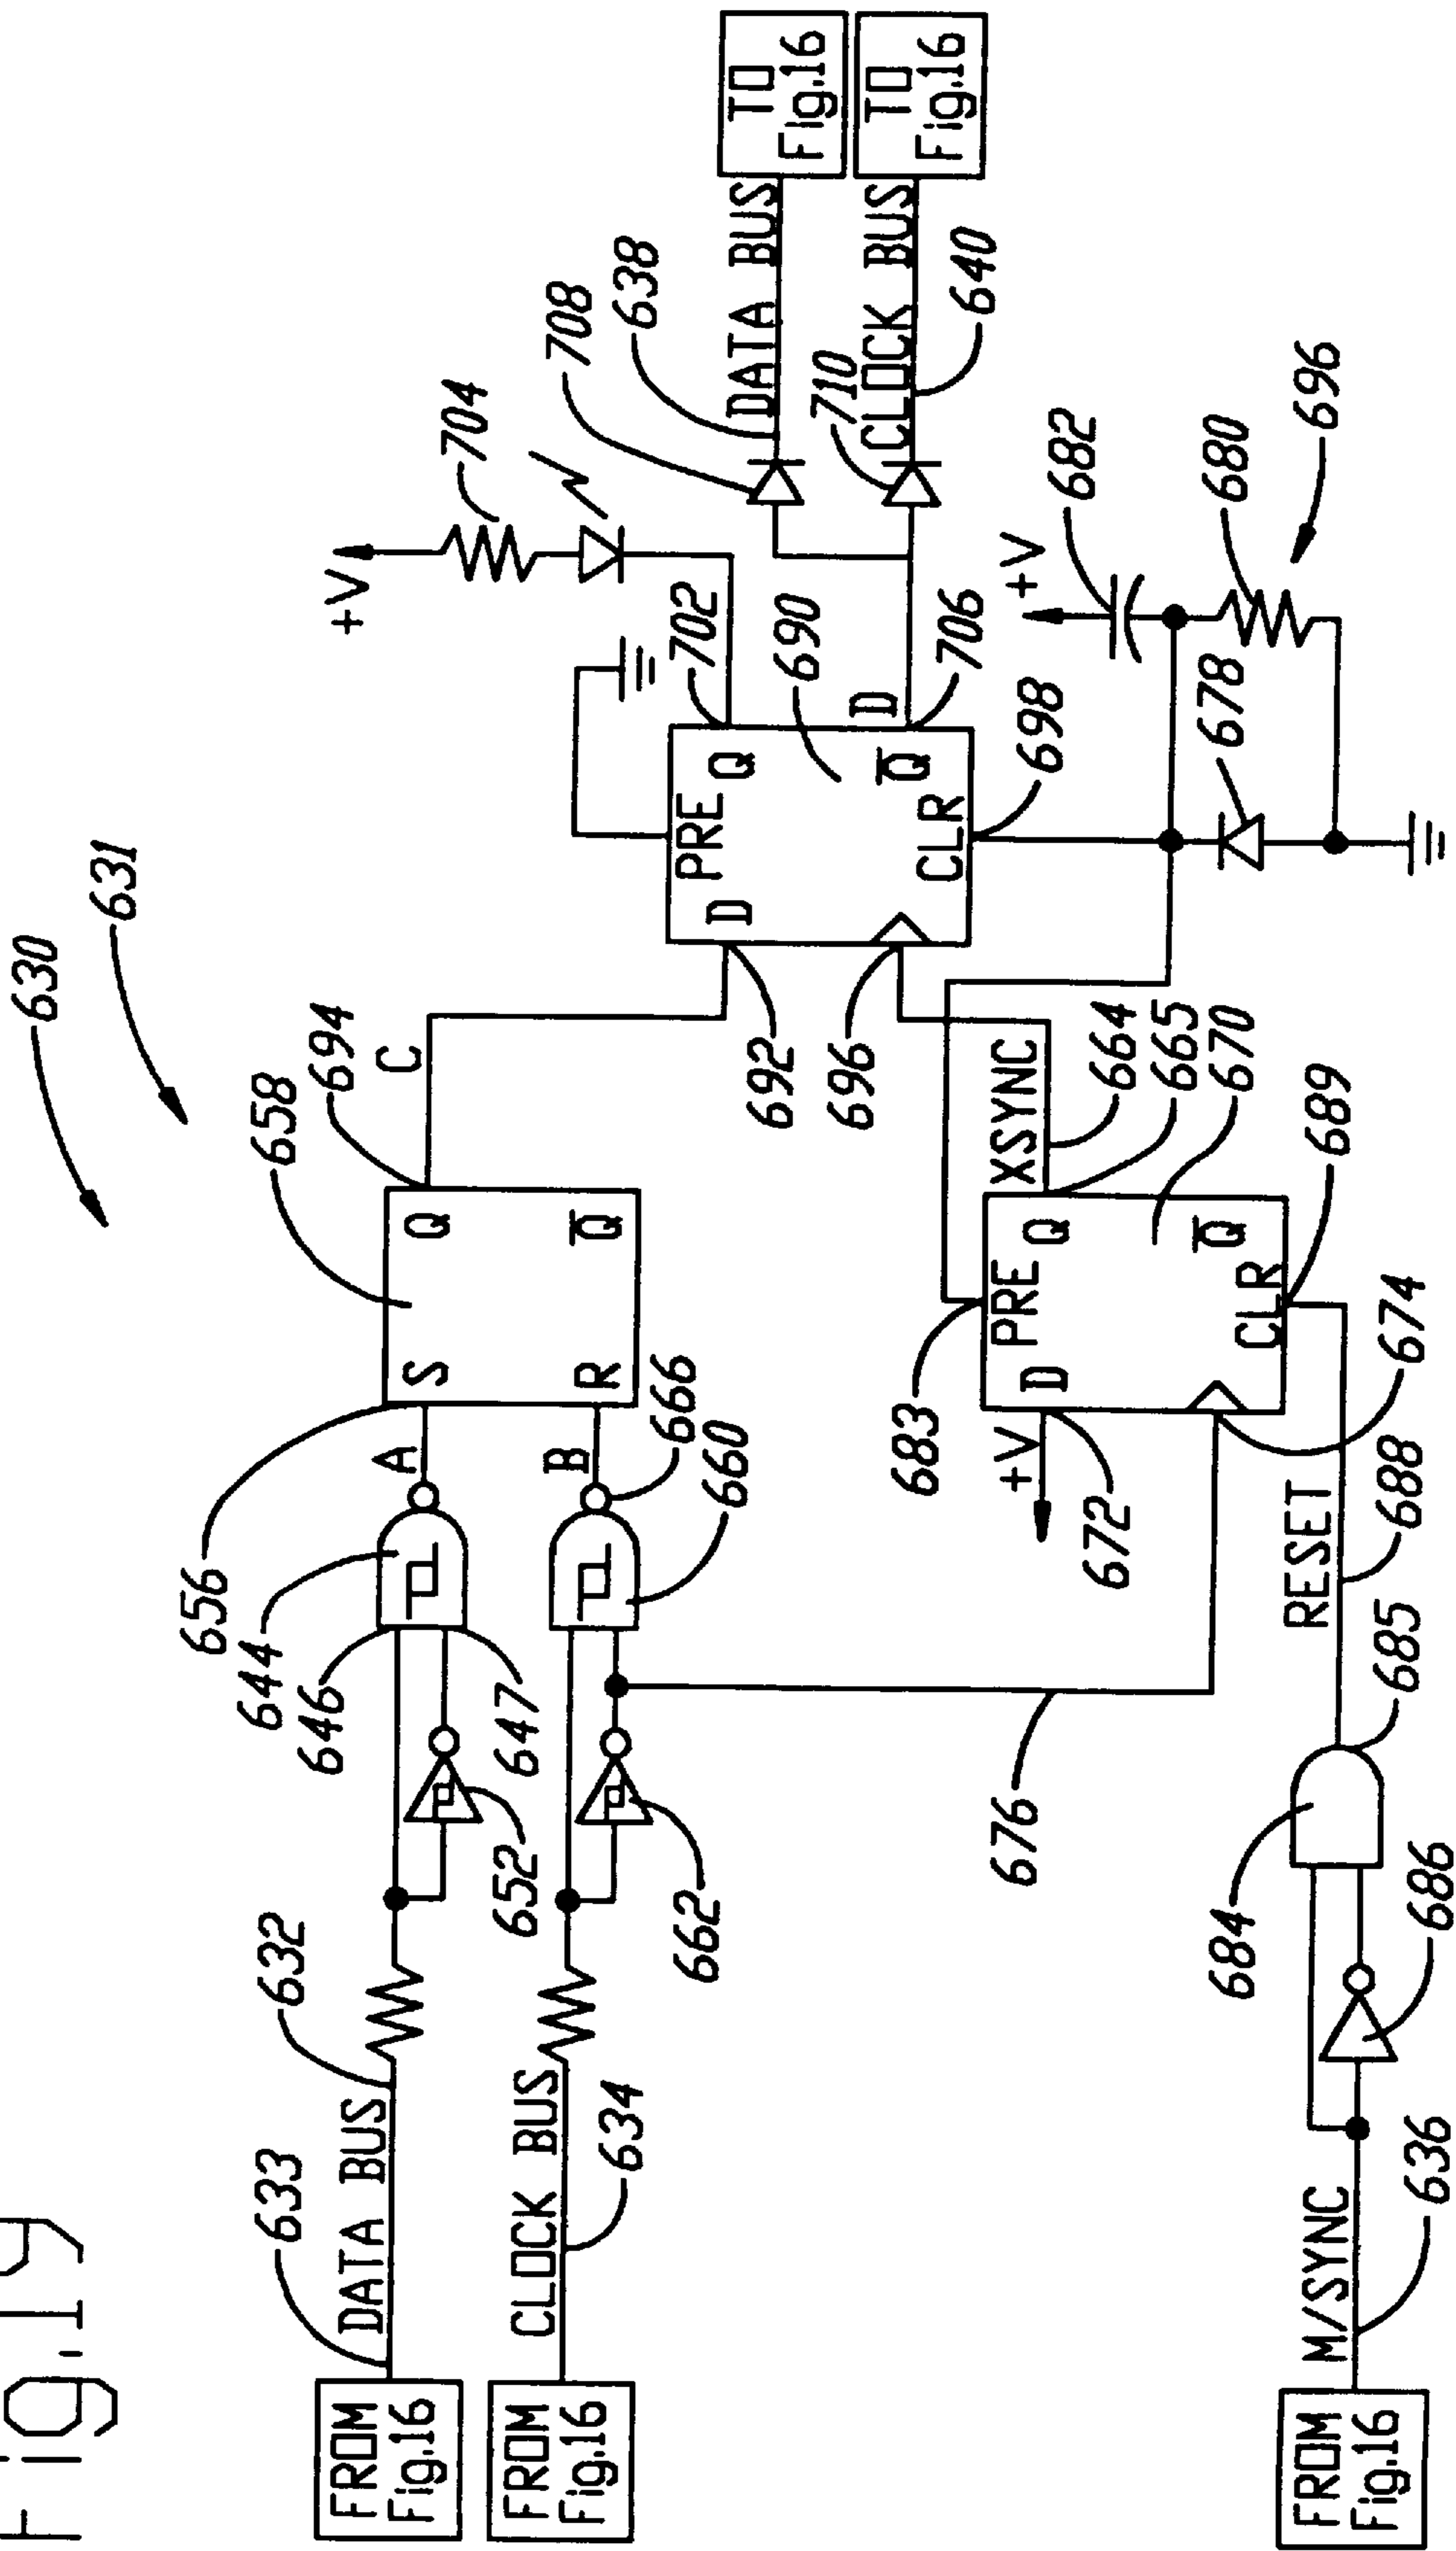 Fig.19
630
631
FROM
Fig.16
633
DATA BUS
632
652
646
644
647
656
A
S
R
Q
Q̅
658
694
C
FROM
Fig.16
CLOCK BUS
634
662
660
666
B
676
FROM
Fig.16
M/SYNC
636
686
684
685
RESET
688
674
689
+V
672
683
D
PRE
Q
Q̅
CLR
670
665
664
XSYNC
692
696
D
PRE
Q
Q̅
CLR
690
698
702
D
706
+V
704
708
638
DATA BUS
TO
Fig.16
710
CLOCK BUS
640
TO
Fig.16
+V
682
678
680
696